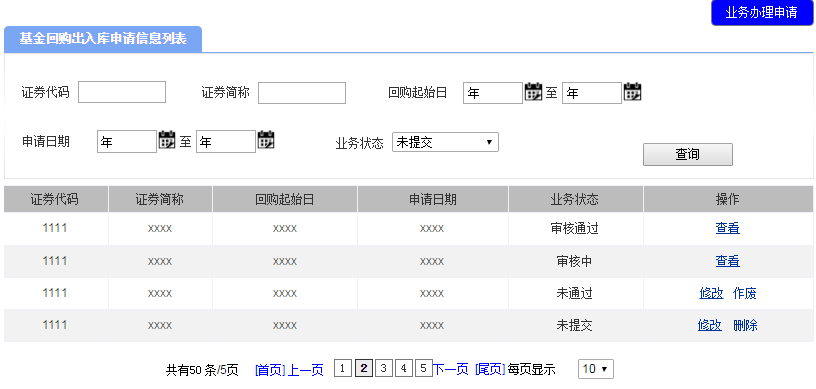 业务办理申请
基金回购出入库申请信息列表
证券代码 证券简称 回购起始日 年 至 年
申请日期 年 至 年 业务状态 未提交
查询
证券代码 证券简称 回购起始日 申请日期 业务状态 操作
1111 xxxx xxxx xxxx 审核通过 查看
1111 xxxx xxxx xxxx 审核中 查看
1111 xxxx xxxx xxxx 未通过 修改 作废
1111 xxxx xxxx xxxx 未提交 修改 删除
共有50 条/5页 [首页] 上一页 1 2 3 4 5 下一页 [尾页] 每页显示 10